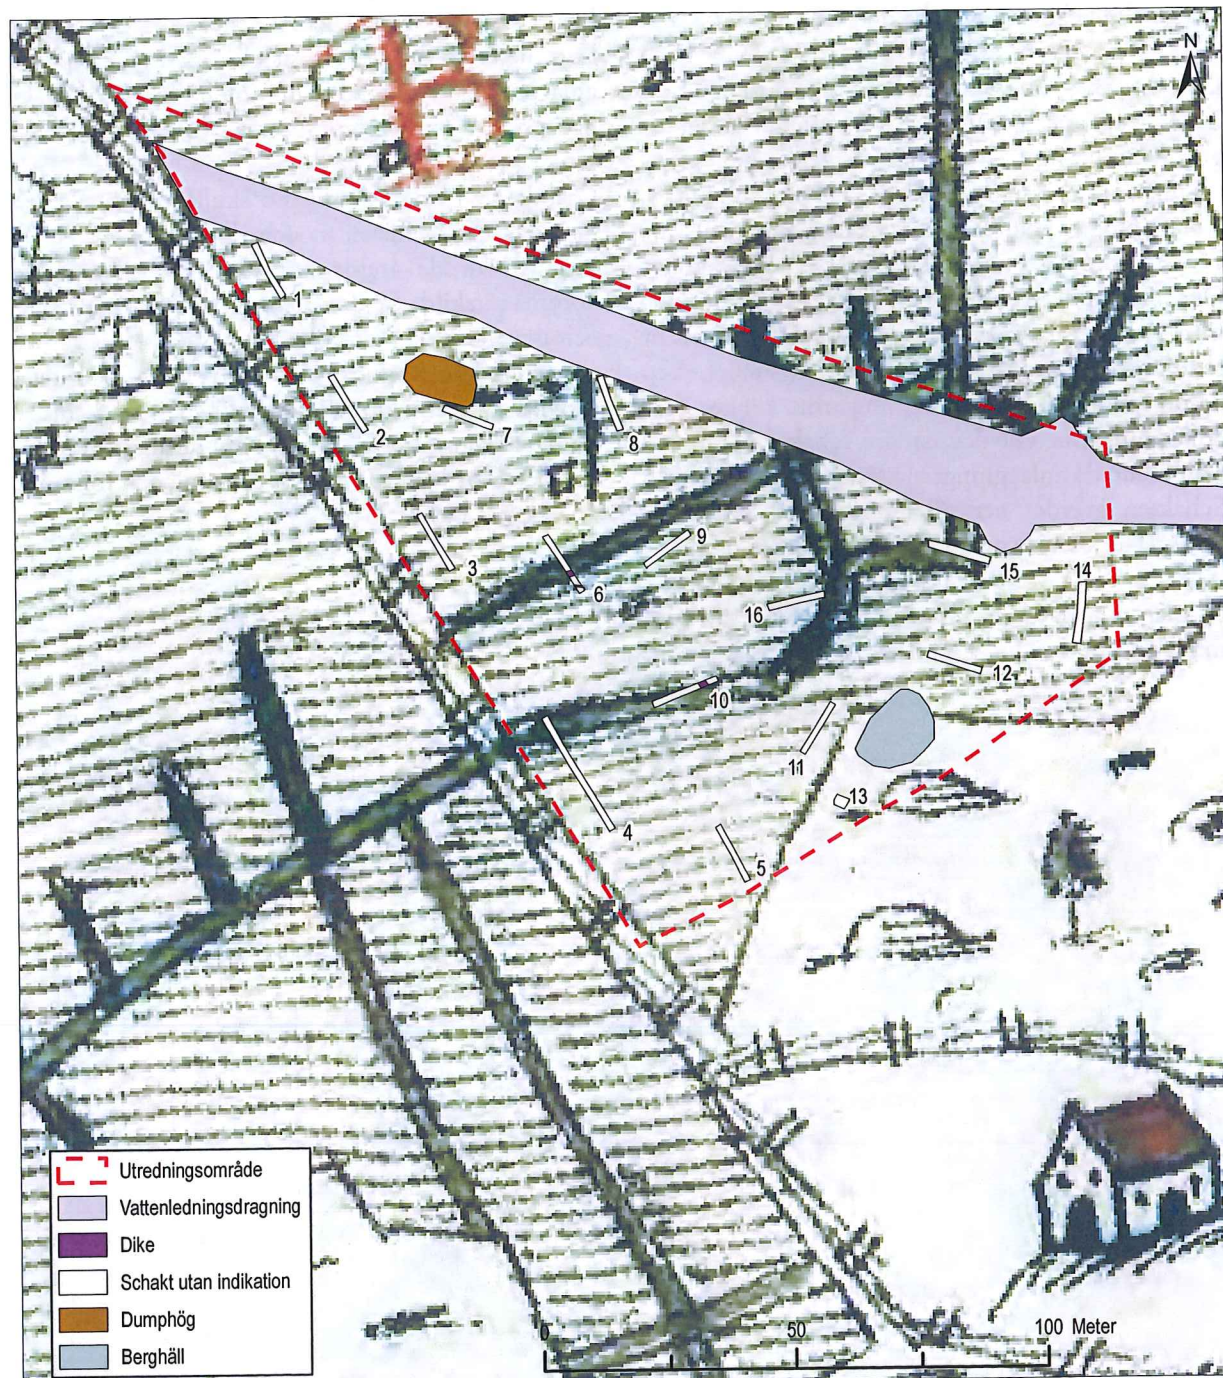 N
1
2
7
8
3
6
9
15
14
16
12
10
11
13
4
5
Utredningsområde
Vattenledningsdragning
Dike
Schakt utan indikation
Dumphög
Berghäll
0 50 100 Meter